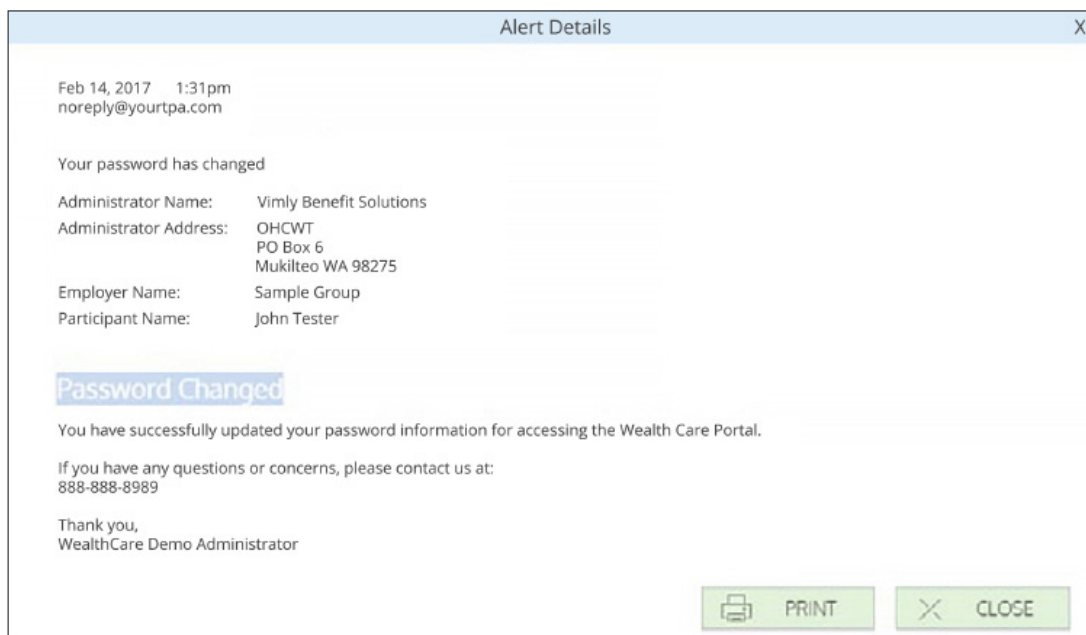 Alert Details X
Feb 14, 2017 1:31pm
noreply@yourtpa.com
Your password has changed
Administrator Name: Vimly Benefit Solutions
Administrator Address: OHCWT
PO Box 6
Mukilteo WA 98275
Employer Name: Sample Group
Participant Name: John Tester
Password Changed
You have successfully updated your password information for accessing the Wealth Care Portal.
If you have any questions or concerns, please contact us at:
888-888-8989
Thank you,
WealthCare Demo Administrator
PRINT CLOSE